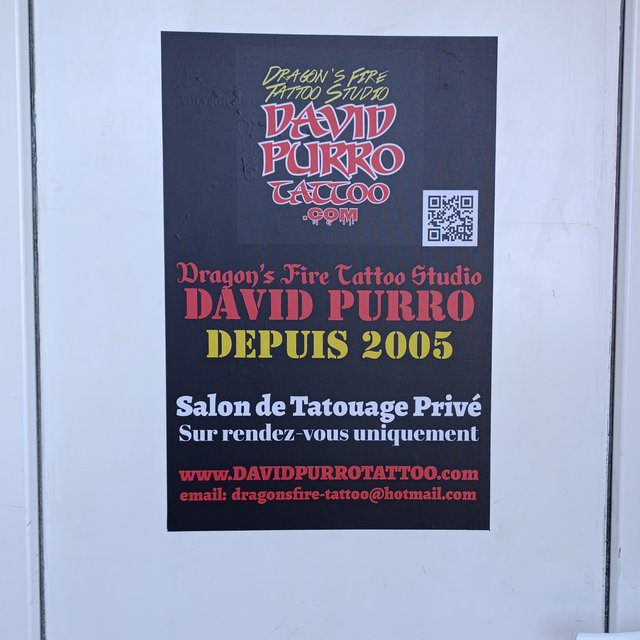 DRAGON'S FIRE
TATTOO STUDIO
DAVID
PURRO
TATTOO
.COM
Dragon's Fire Tattoo Studio
DAVID PURRO
DEPUIS 2005
Salon de Tatouage Privé
Sur rendez-vous uniquement
www.DAVIDPURROTATTOO.com
email: dragonsfire-tattoo@hotmail.com